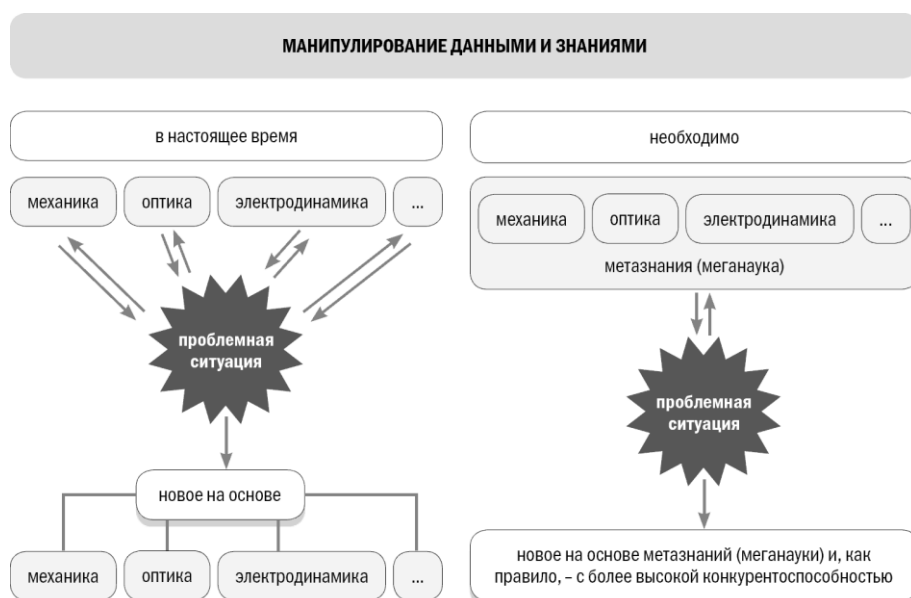 МАНИПУЛИРОВАНИЕ ДАННЫМИ И ЗНАНИЯМИ
в настоящее время
механика
оптика
электродинамика
...
проблемная
ситуация
новое на основе
механика
оптика
электродинамика
...
необходимо
механика
оптика
электродинамика
...
метазнания (меганаука)
проблемная
ситуация
новое на основе метазнаний (меганауки) и, как
правило, – с более высокой конкурентоспособностью